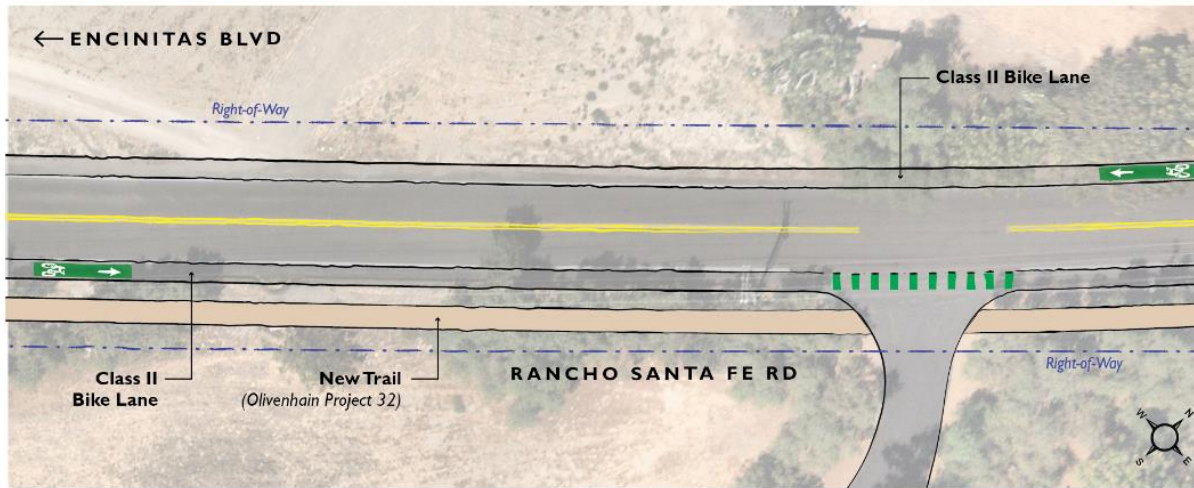 ← ENCINITAS BLVD
Class II Bike Lane
Right-of-Way
Class II
Bike Lane
New Trail
(Olivenhain Project 32)
RANCHO SANTA FE RD
Right-of-Way
W N
S E